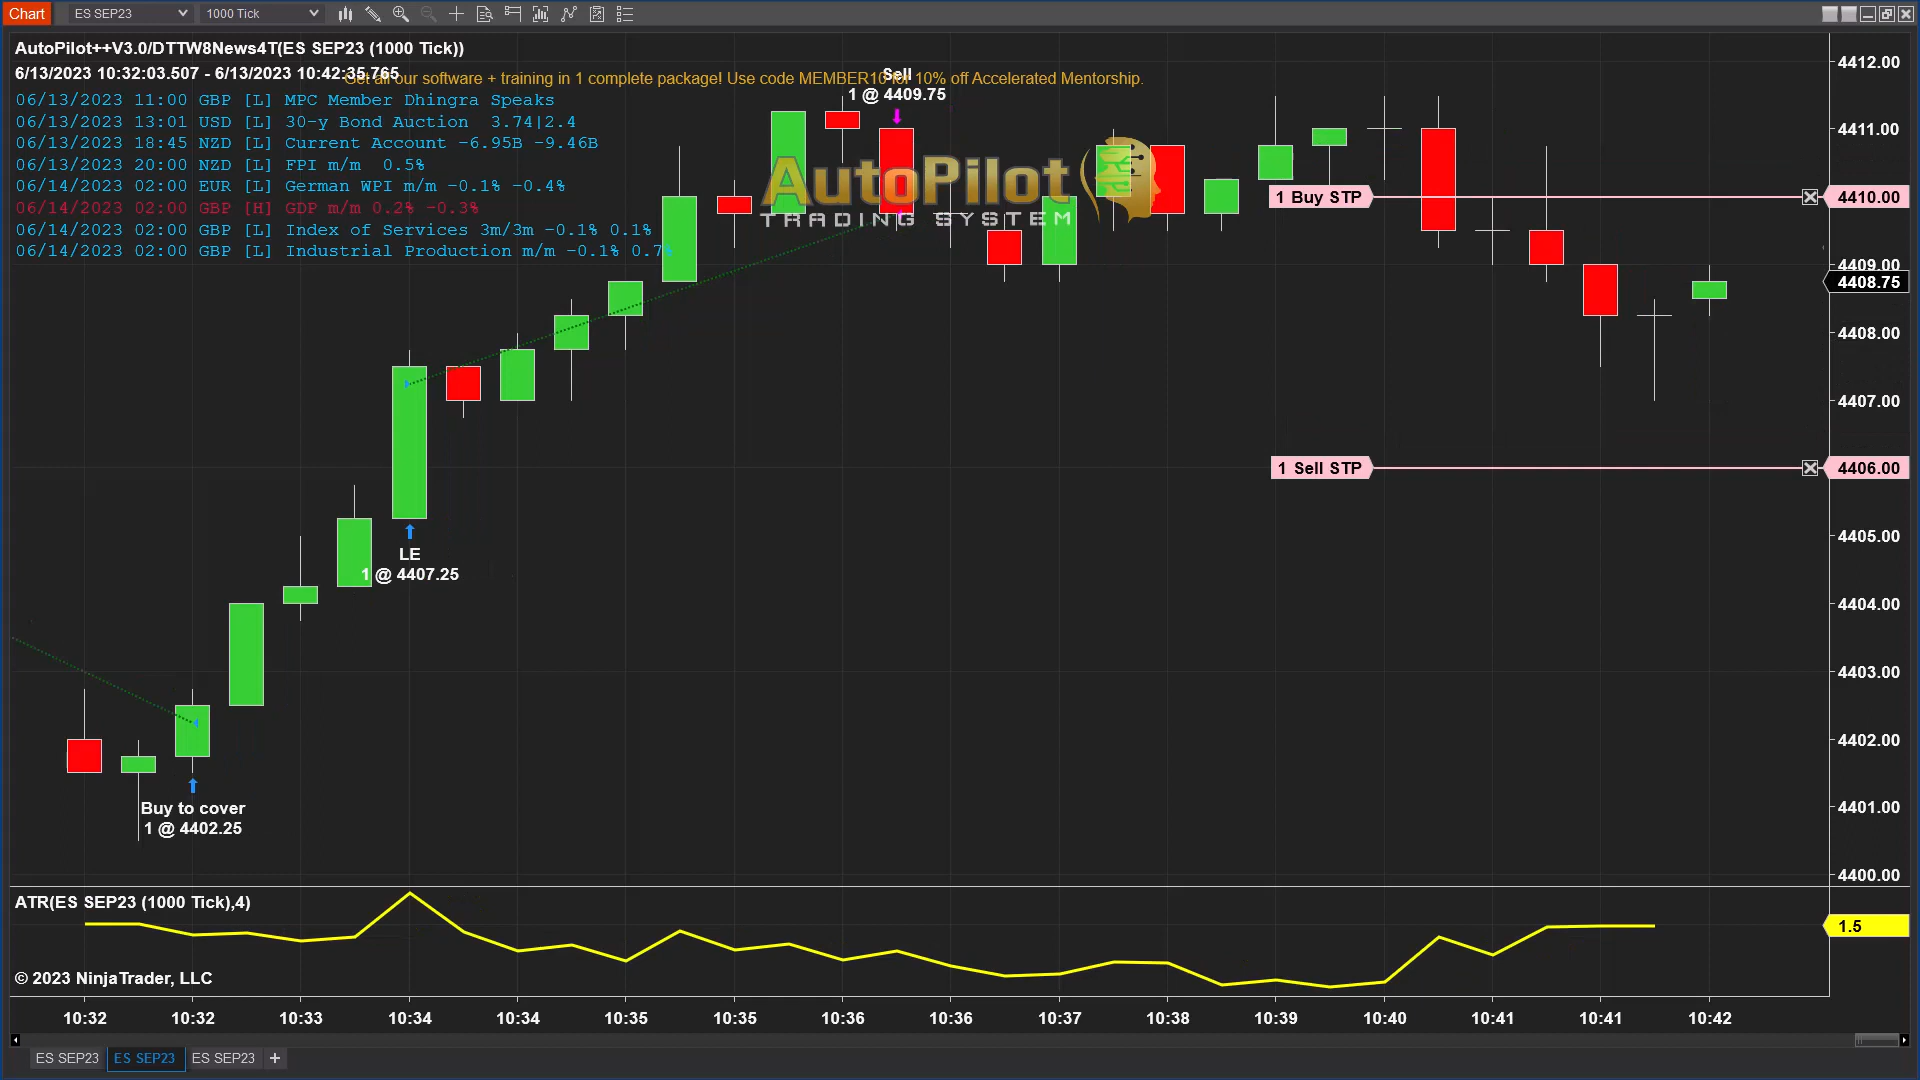 Chart ES SEP23 1000 Tick
AutoPilot++V3.0/DTTW8News4T(ES SEP23 (1000 Tick))
6/13/2023 10:32:03.507 - 6/13/2023 10:42:35.765
Get all our software + training in 1 complete package! Use code MEMBER10 for 10% off Accelerated Mentorship.
Sell
1 @ 4409.75
06/13/2023 11:00 GBP [L] MPC Member Dhingra Speaks
06/13/2023 13:01 USD [L] 30-y Bond Auction 3.74|2.4
06/13/2023 18:45 NZD [L] Current Account -6.95B -9.46B
06/13/2023 20:00 NZD [L] FPI m/m 0.5%
06/14/2023 02:00 EUR [L] German WPI m/m -0.1% -0.4%
06/14/2023 02:00 GBP [H] GDP m/m 0.2% -0.3%
06/14/2023 02:00 GBP [L] Index of Services 3m/3m -0.1% 0.1%
06/14/2023 02:00 GBP [L] Industrial Production m/m -0.1% 0.7%
AutoPilot
TRADING SYSTEM
1 Buy STP
1 Sell STP
4412.00
4411.00
4410.00
4409.00
4408.75
4408.00
4407.00
4406.00
4405.00
4404.00
4403.00
4402.00
4401.00
4400.00
LE
1 @ 4407.25
Buy to cover
1 @ 4402.25
ATR(ES SEP23 (1000 Tick),4)
1.5
© 2023 NinjaTrader, LLC
10:32 10:32 10:33 10:34 10:34 10:35 10:35 10:36 10:36 10:37 10:38 10:39 10:40 10:41 10:41 10:42
ES SEP23 ES SEP23 ES SEP23 +